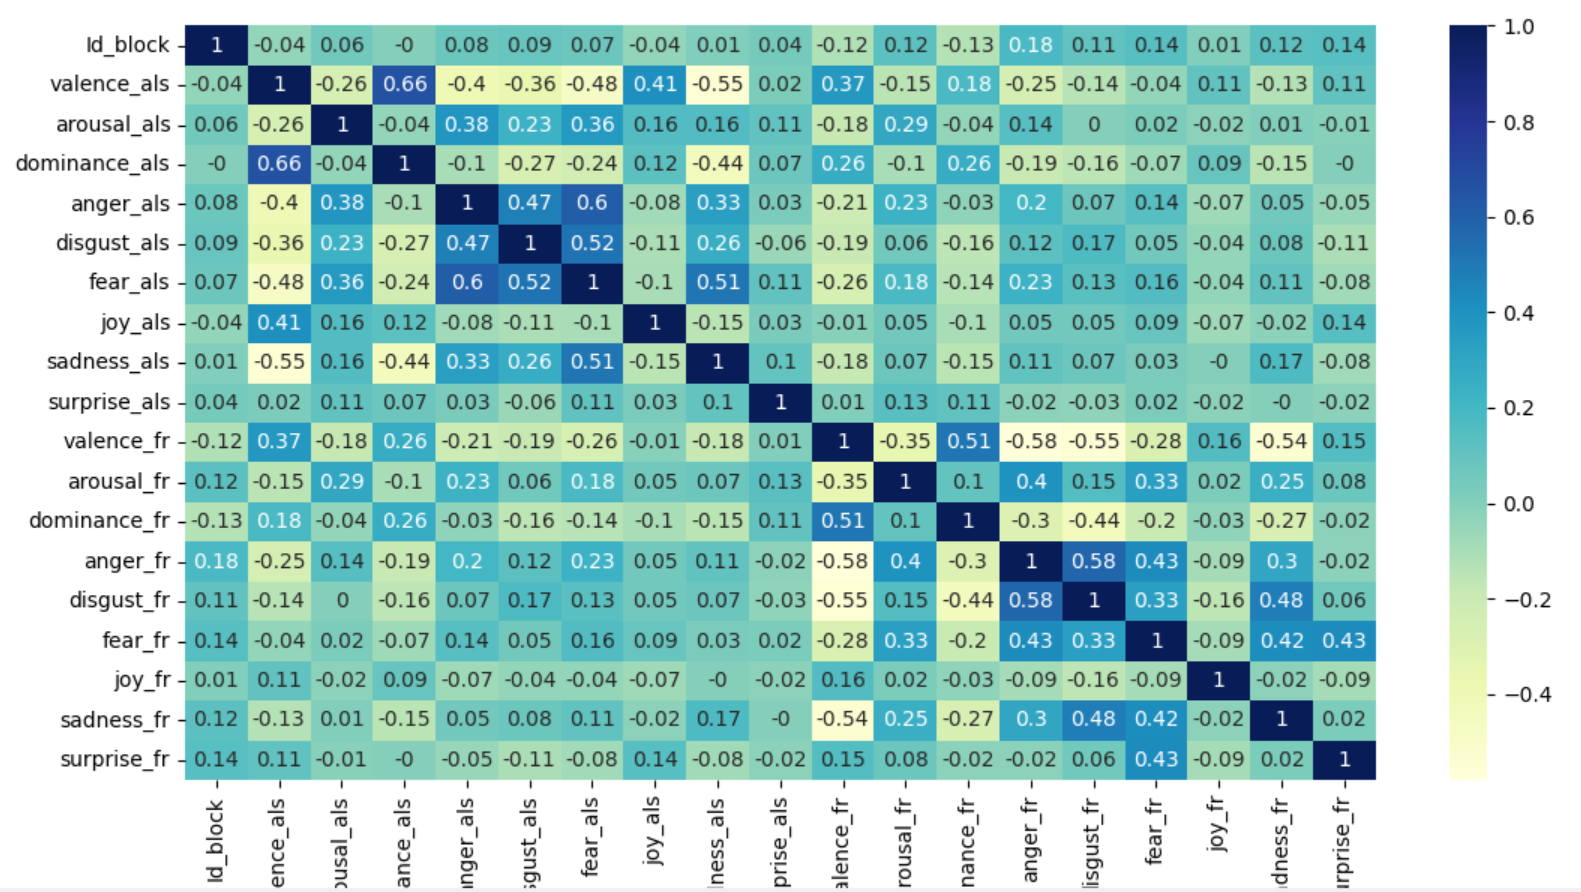 Id_block 1 -0.04 0.06 -0 0.08 0.09 0.07 -0.04 0.01 0.04 -0.12 0.12 -0.13 0.18 0.11 0.14 0.01 0.12 0.14
valence_als -0.04 1 -0.26 0.66 -0.4 -0.36 -0.48 0.41 -0.55 0.02 0.37 -0.15 0.18 -0.25 -0.14 -0.04 0.11 -0.13 0.11
arousal_als 0.06 -0.26 1 -0.04 0.38 0.23 0.36 0.16 0.16 0.11 -0.18 0.29 -0.04 0.14 0 0.02 -0.02 0.01 -0.01
dominance_als -0 0.66 -0.04 1 -0.1 -0.27 -0.24 0.12 -0.44 0.07 0.26 -0.1 0.26 -0.19 -0.16 -0.07 0.09 -0.15 -0
anger_als 0.08 -0.4 0.38 -0.1 1 0.47 0.6 -0.08 0.33 0.03 -0.21 0.23 -0.03 0.2 0.07 0.14 -0.07 0.05 -0.05
disgust_als 0.09 -0.36 0.23 -0.27 0.47 1 0.52 -0.11 0.26 -0.06 -0.19 0.06 -0.16 0.12 0.17 0.05 -0.04 0.08 -0.11
fear_als 0.07 -0.48 0.36 -0.24 0.6 0.52 1 -0.1 0.51 0.11 -0.26 0.18 -0.14 0.23 0.13 0.16 -0.04 0.11 -0.08
joy_als -0.04 0.41 0.16 0.12 -0.08 -0.11 -0.1 1 -0.15 0.03 -0.01 0.05 -0.1 0.05 0.05 0.09 -0.07 -0.02 0.14
sadness_als 0.01 -0.55 0.16 -0.44 0.33 0.26 0.51 -0.15 1 0.1 -0.18 0.07 -0.15 0.11 0.07 0.03 -0 0.17 -0.08
surprise_als 0.04 0.02 0.11 0.07 0.03 -0.06 0.11 0.03 0.1 1 0.01 0.13 0.11 -0.02 -0.03 0.02 -0.02 -0 -0.02
valence_fr -0.12 0.37 -0.18 0.26 -0.21 -0.19 -0.26 -0.01 -0.18 0.01 1 -0.35 0.51 -0.58 -0.55 -0.28 0.16 -0.54 0.15
arousal_fr 0.12 -0.15 0.29 -0.1 0.23 0.06 0.18 0.05 0.07 0.13 -0.35 1 0.1 0.4 0.15 0.33 0.02 0.25 0.08
dominance_fr -0.13 0.18 -0.04 0.26 -0.03 -0.16 -0.14 -0.1 -0.15 0.11 0.51 0.1 1 -0.3 -0.44 -0.2 -0.03 -0.27 -0.02
anger_fr 0.18 -0.25 0.14 -0.19 0.2 0.12 0.23 0.05 0.11 -0.02 -0.58 0.4 -0.3 1 0.58 0.43 -0.09 0.3 -0.02
disgust_fr 0.11 -0.14 0 -0.16 0.07 0.17 0.13 0.05 0.07 -0.03 -0.55 0.15 -0.44 0.58 1 0.33 -0.16 0.48 0.06
fear_fr 0.14 -0.04 0.02 -0.07 0.14 0.05 0.16 0.09 0.03 0.02 -0.28 0.33 -0.2 0.43 0.33 1 -0.09 0.42 0.43
joy_fr 0.01 0.11 -0.02 0.09 -0.07 -0.04 -0.04 -0.07 -0 -0.02 0.16 0.02 -0.03 -0.09 -0.16 -0.09 1 -0.02 -0.09
sadness_fr 0.12 -0.13 0.01 -0.15 0.05 0.08 0.11 -0.02 0.17 -0 -0.54 0.25 -0.27 0.3 0.48 0.42 -0.02 1 0.02
surprise_fr 0.14 0.11 -0.01 -0 -0.05 -0.11 -0.08 0.14 -0.08 -0.02 0.15 0.08 -0.02 -0.02 0.06 0.43 -0.09 0.02 1
Id_block
ence_als
ousal_als
ance_als
nger_als
sgust_als
fear_als
joy_als
lness_als
prise_als
alence_fr
rousal_fr
nance_fr
anger_fr
lisgust_fr
fear_fr
joy_fr
dness_fr
urprise_fr
1.0
0.8
0.6
0.4
0.2
0.0
−0.2
−0.4